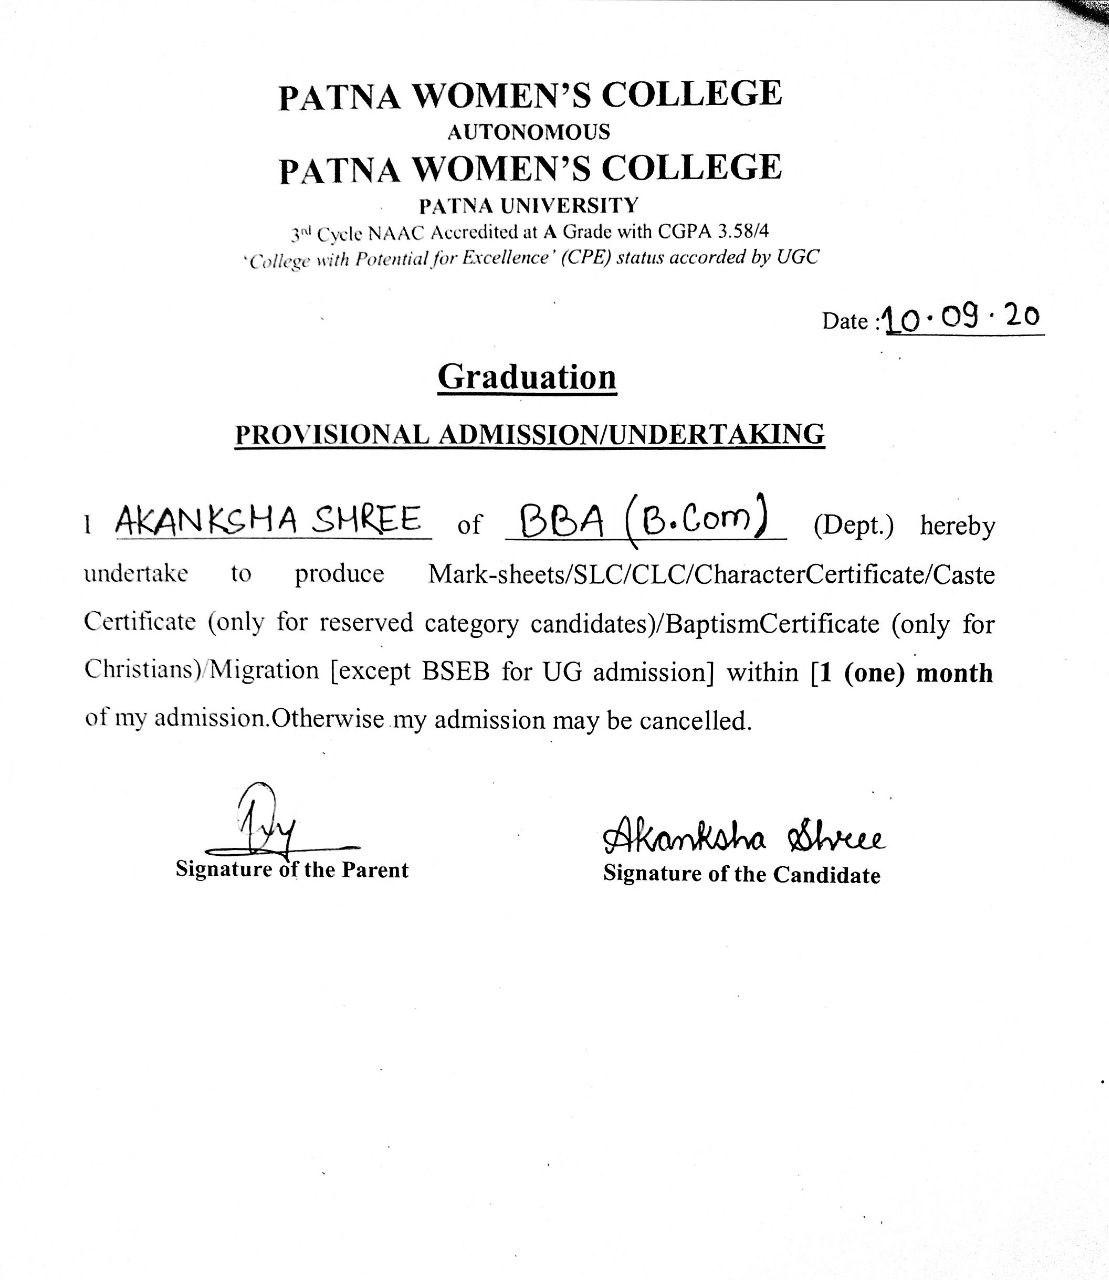 PATNA WOMEN'S COLLEGE
AUTONOMOUS
PATNA WOMEN'S COLLEGE
PATNA UNIVERSITY
3rd Cycle NAAC Accredited at A Grade with CGPA 3.58/4
'College with Potential for Excellence' (CPE) status accorded by UGC
Date :10.09.20
Graduation
PROVISIONAL ADMISSION/UNDERTAKING
I AKANKSHA SHREE of BBA (B.Com) (Dept.) hereby
undertake to produce Mark-sheets/SLC/CLC/CharacterCertificate/Caste
Certificate (only for reserved category candidates)/BaptismCertificate (only for
Christians)/Migration [except BSEB for UG admission] within [1 (one) month
of my admission.Otherwise my admission may be cancelled.
Akanksha Shree
Signature of the Parent Signature of the Candidate